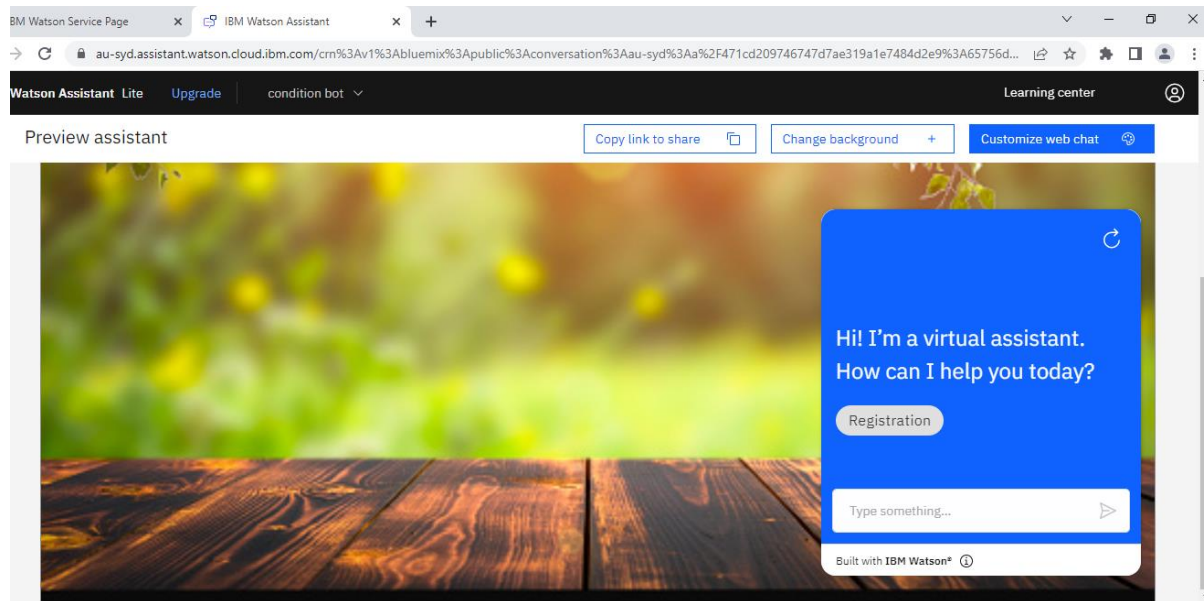 BM Watson Service Page
IBM Watson Assistant
au-syd.assistant.watson.cloud.ibm.com/crn%3Av1%3Abluemix%3Apublic%3Aconversation%3Aau-syd%3Aa%2F471cd209746747d7ae319a1e7484d2e9%3A65756d...
Watson Assistant Lite Upgrade condition bot Learning center
Preview assistant Copy link to share Change background + Customize web chat
Hi! I'm a virtual assistant.
How can I help you today?
Registration
Type something...
Built with IBM Watson®